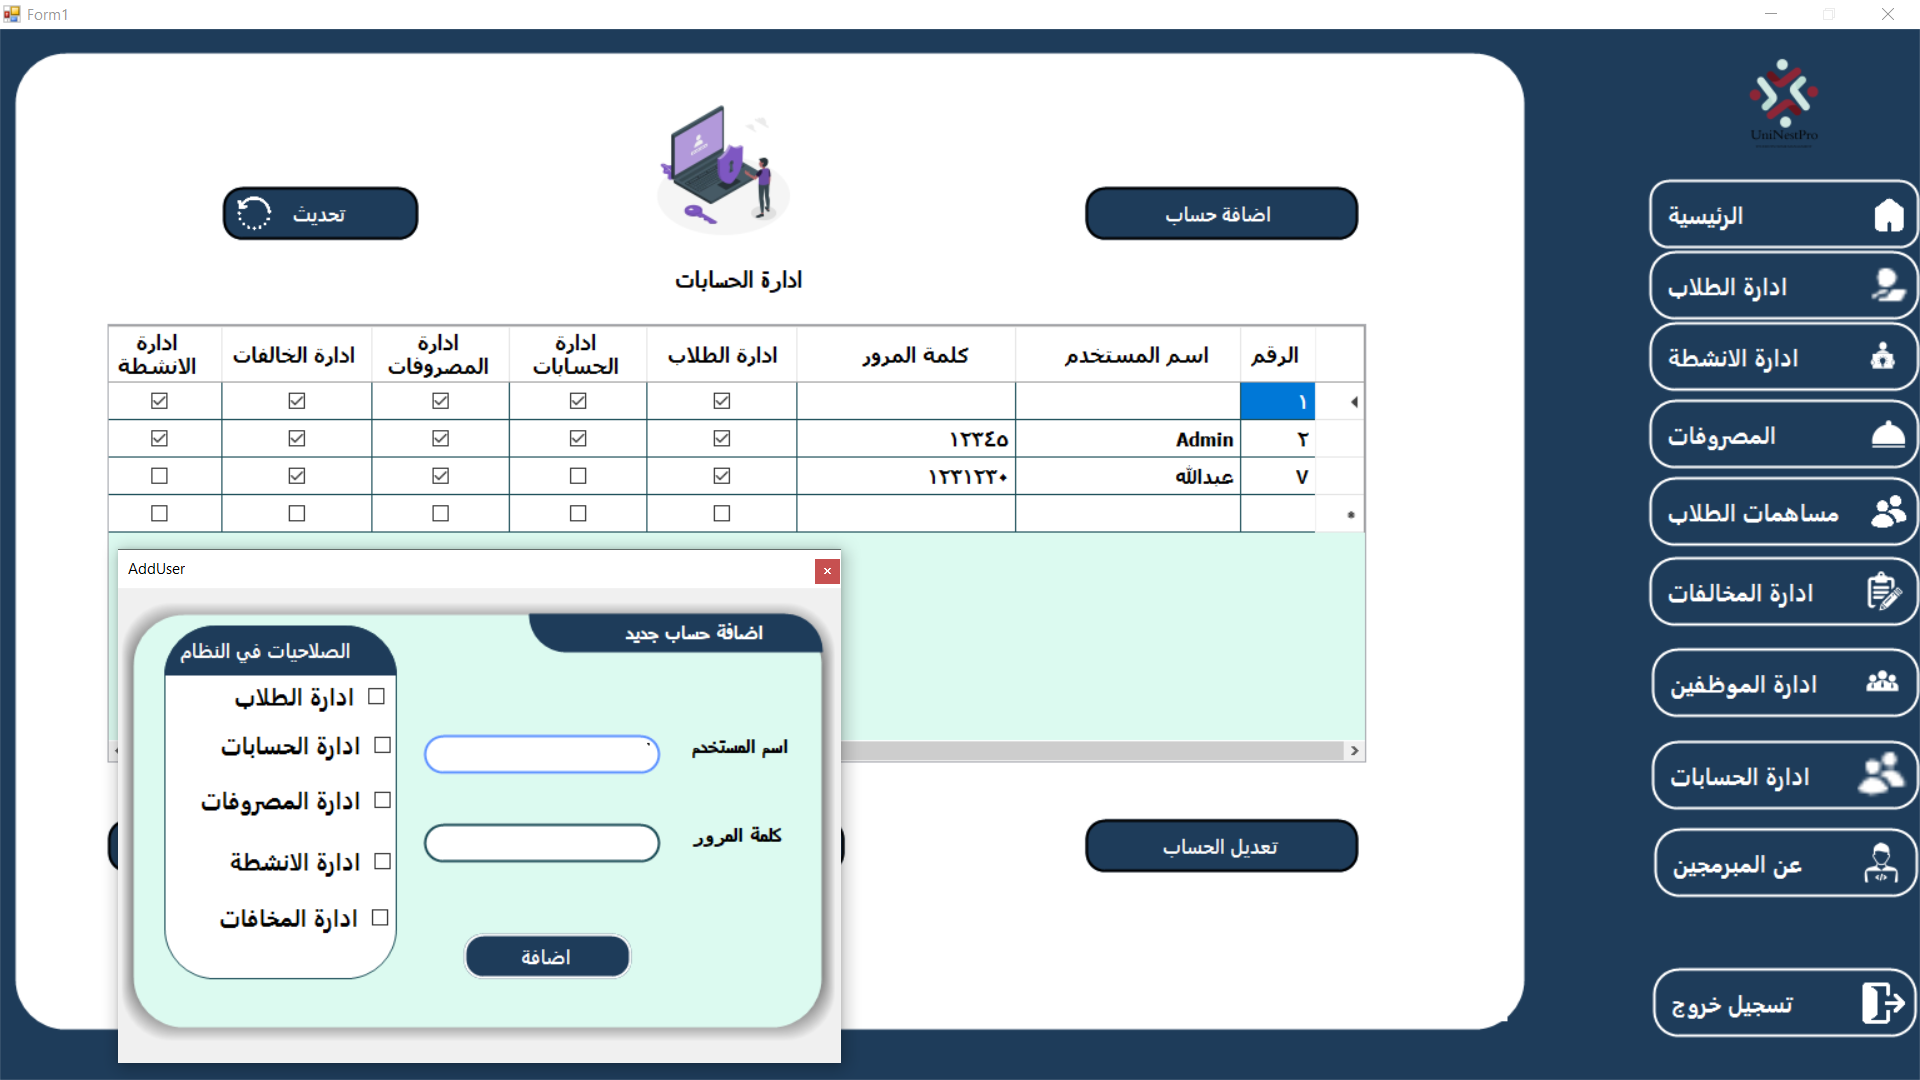 Form1
UniNestPro
الرئيسية
ادارة الطلاب
ادارة الانشطة
المصروفات
مساهمات الطلاب
ادارة المخالفات
ادارة الموظفين
ادارة الحسابات
عن المبرمجين
تسجيل خروج
اضافة حساب
تحديث
ادارة الحسابات
الرقم اسم المستخدم كلمة المرور ادارة الطلاب ادارة الحسابات ادارة المصروفات ادارة الخالفات ادارة الانشطة
١
٢ Admin ١٢٣٤٥
٧ عبدالله ١٢٣١٢٣٠
تعديل الحساب
AddUser
اضافة حساب جديد
اسم المستخدم
كلمة المرور
اضافة
الصلاحيات في النظام
ادارة الطلاب
ادارة الحسابات
ادارة المصروفات
ادارة الانشطة
ادارة المخافات